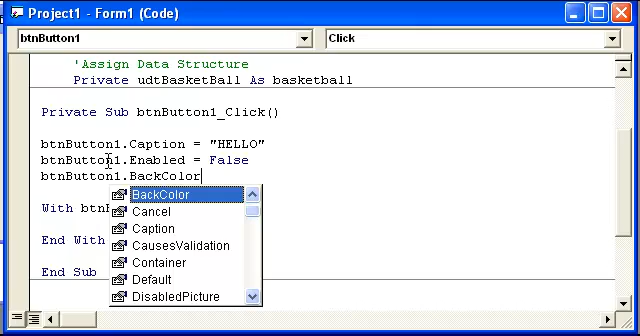 Project1 - Form1 (Code)
btnButton1
Click
'Assign Data Structure
Private udtBasketBall As basketball
Private Sub btnButton1_Click()
btnButton1.Caption = "HELLO"
btnButton1.Enabled = False
btnButton1.BackColor
BackColor
Cancel
With btn
Caption
CausesValidation
End With
Container
End Sub
Default
DisabledPicture